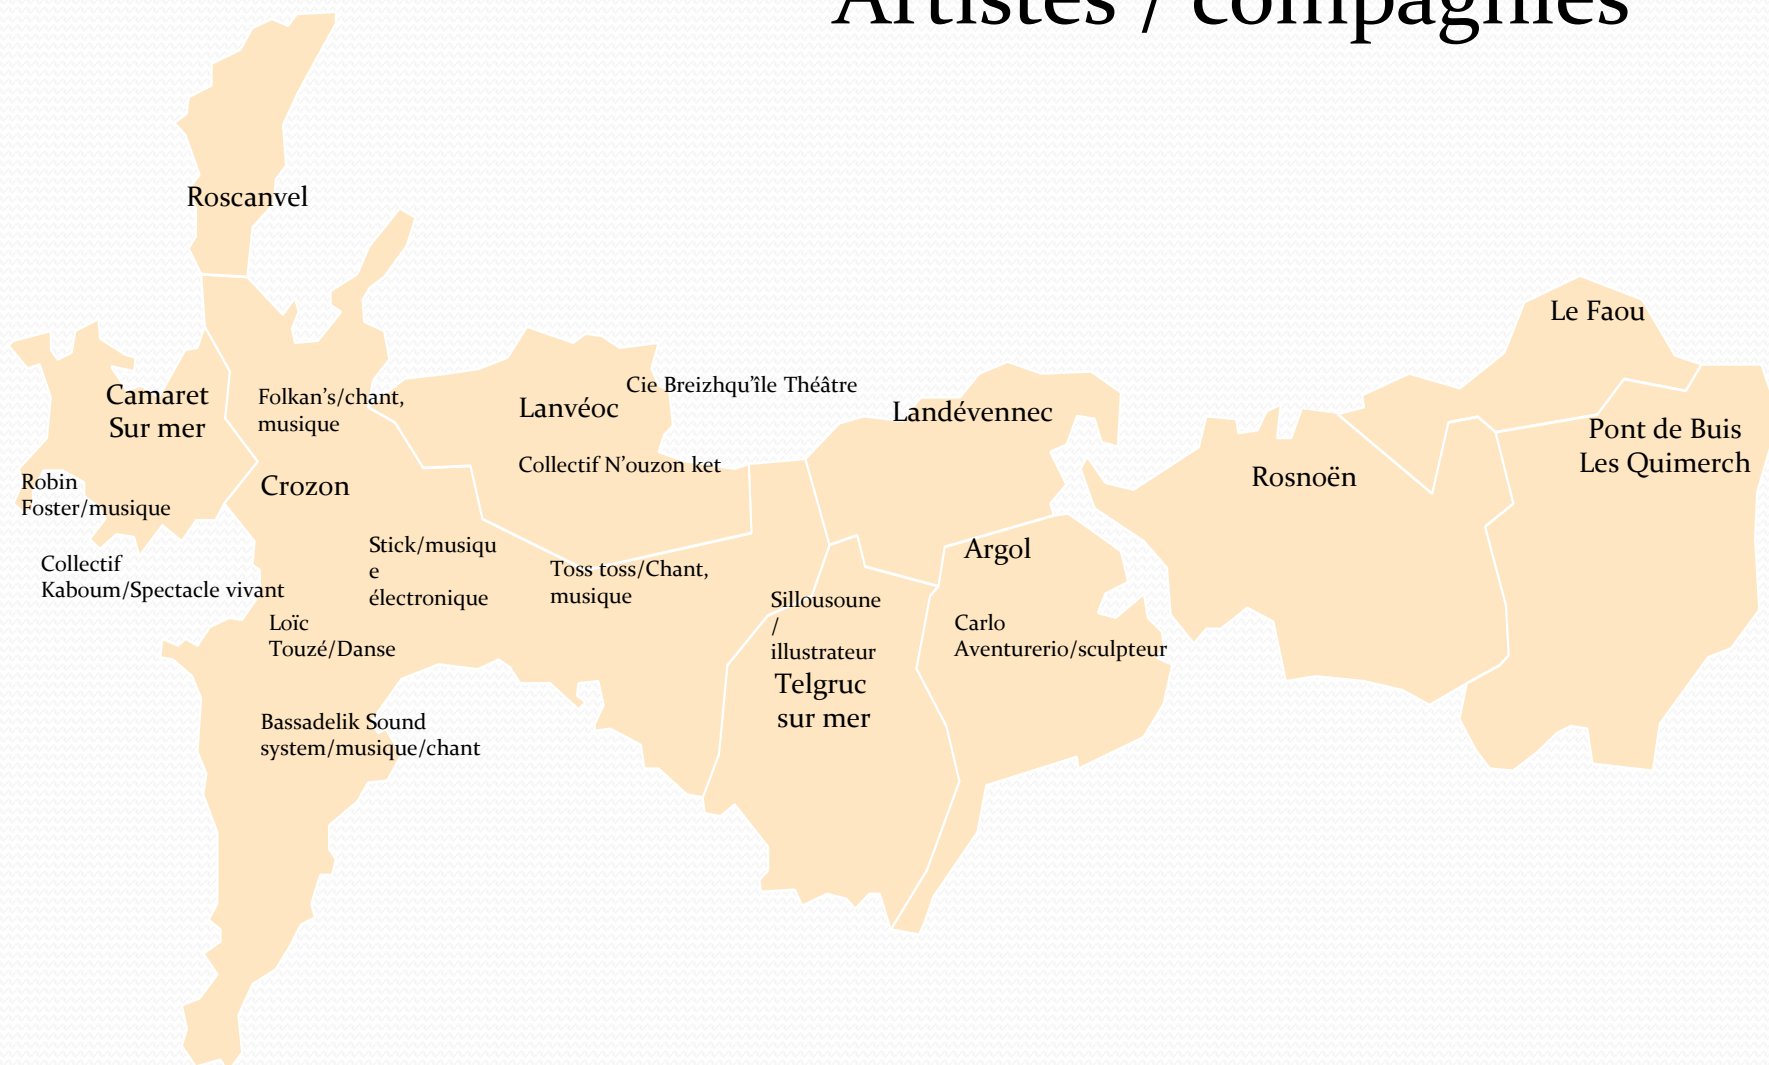 Artistes / compagnies
Roscanvel
Le Faou
Camaret
Sur mer
Folkan's/chant,
musique
Lanvéoc
Cie Breizhqu'île Théâtre
Landévennec
Pont de Buis
Les Quimerch
Collectif N'ouzon ket
Rosnoën
Robin
Foster/musique
Crozon
Collectif
Kaboum/Spectacle vivant
Stick/musiqu
e
électronique
Toss toss/Chant,
musique
Argol
Sillousoune
/
illustrateur
Telgruc
sur mer
Carlo
Aventurerio/sculpteur
Loïc
Touzé/Danse
Bassadelik Sound
system/musique/chant